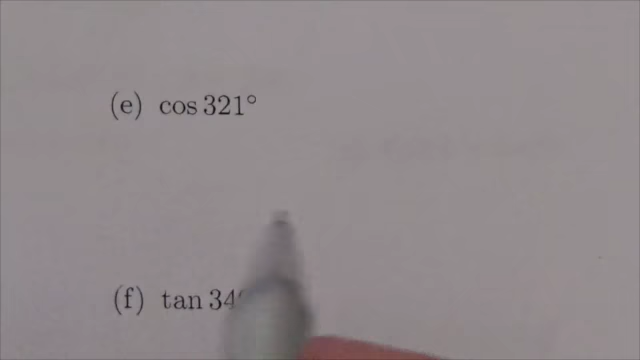 (e) cos 321°
(f) tan 34